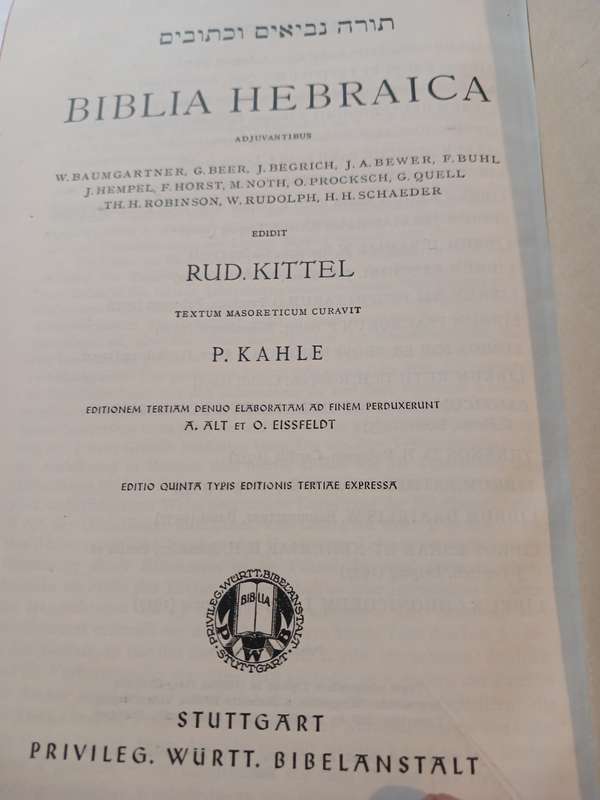 תורה נביאים וכתובים
BIBLIA HEBRAICA
ADJUVANTIBUS
W. BAUMGARTNER, G. BEER, J. BEGRICH, J. A. BEWER, F. BUHL
J. HEMPEL, F. HORST, M. NOTH, O. PROCKSCH, G. QUELL
TH. H. ROBINSON, W. RUDOLPH, H. H. SCHAEDER
EDIDIT
RUD. KITTEL
TEXTUM MASORETICUM CURAVIT
P. KAHLE
EDITIONEM TERTIAM DENUO ELABORATAM AD FINEM PERDUXERUNT
A. ALT ET O. EISSFELDT
EDITIO QUINTA TYPIS EDITIONIS TERTIAE EXPRESSA
PRIVILEG. WÜRTT. BIBELANSTALT
BIBLIA
PWB
STUTTGART
STUTTGART
PRIVILEG. WÜRTT. BIBELANSTALT